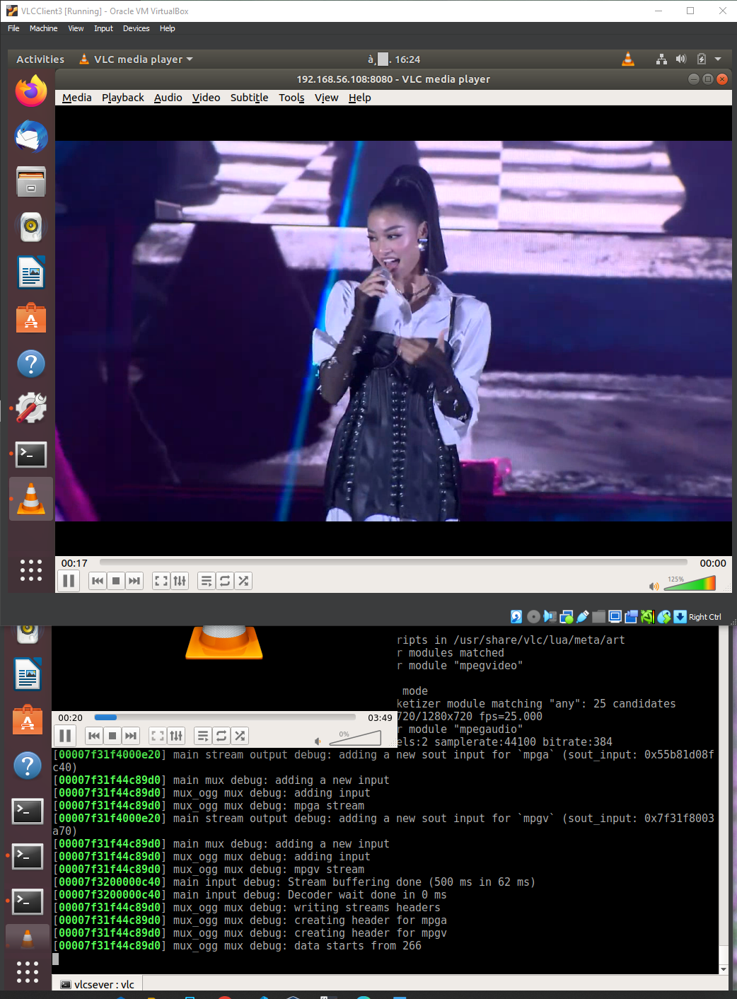 VLCClient3 [Running] - Oracle VM VirtualBox
File Machine View Input Devices Help
Activities VLC media player 16:24
192.168.56.108:8080 - VLC media player
Media Playback Audio Video Subtitle Tools View Help
00:17 00:00
125%
Right Ctrl
ripts in /usr/share/vlc/lua/meta/art
r modules matched
r module "mpegvideo"
mode
ketizer module matching "any": 25 candidates
00:20 03:49
720/1280x720 fps=25.000
r module "mpegaudio"
0%
els:2 samplerate:44100 bitrate:384
[00007f31f4000e20] main stream output debug: adding a new sout input for `mpga` (sout_input: 0x55b81d08f
c40)
[00007f31f44c89d0] main mux debug: adding a new input
[00007f31f44c89d0] mux_ogg mux debug: adding input
[00007f31f44c89d0] mux_ogg mux debug: mpga stream
[00007f31f4000e20] main stream output debug: adding a new sout input for `mpgv` (sout_input: 0x7f31f8003
a70)
[00007f31f44c89d0] main mux debug: adding a new input
[00007f31f44c89d0] mux_ogg mux debug: adding input
[00007f31f44c89d0] mux_ogg mux debug: mpgv stream
[00007f3200000c40] main input debug: Stream buffering done (500 ms in 62 ms)
[00007f3200000c40] main input debug: Decoder wait done in 0 ms
[00007f31f44c89d0] mux_ogg mux debug: writing streams headers
[00007f31f44c89d0] mux_ogg mux debug: creating header for mpga
[00007f31f44c89d0] mux_ogg mux debug: creating header for mpgv
[00007f31f44c89d0] mux_ogg mux debug: data starts from 266
vlcsever : vlc